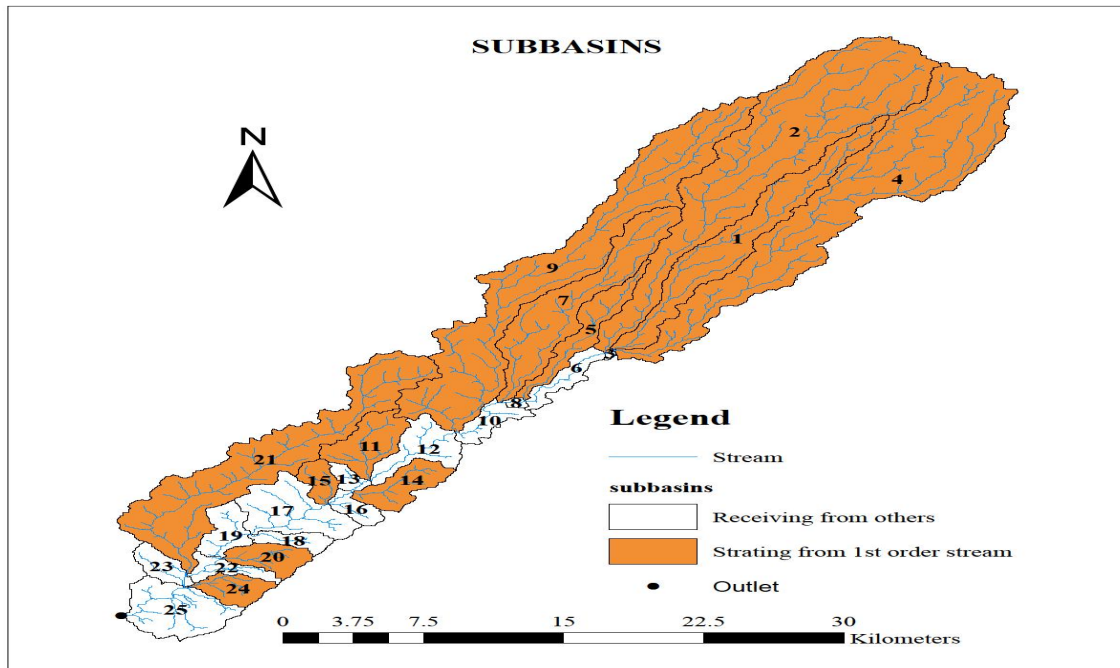 SUBBASINS
N
2
4
1
9
7
5
3
6
8
10
Legend
11
12
Stream
21
15
13
14
subbasins
17
16
Receiving from others
19
18
20
Strating from 1st order stream
23
22
24
Outlet
25
0 3.75 7.5 15 22.5 30
Kilometers